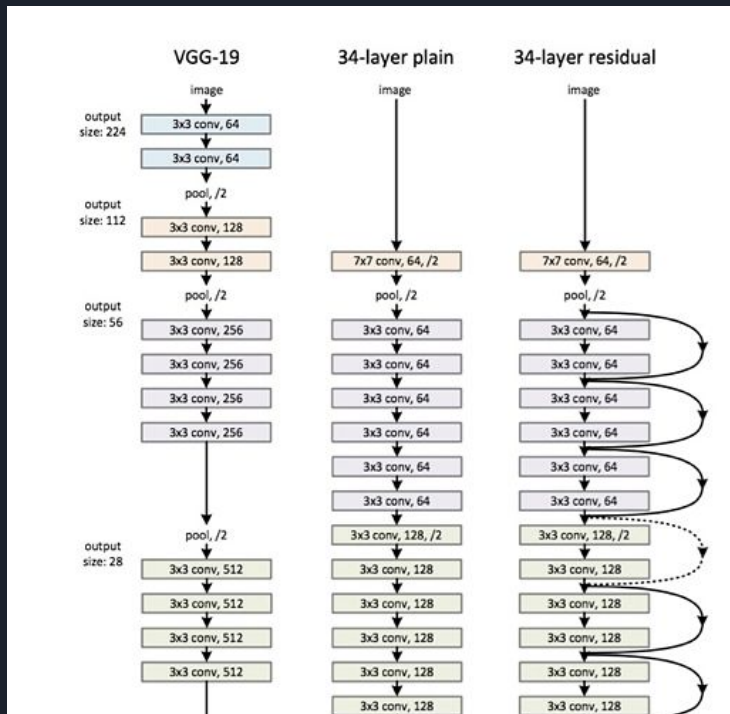 VGG-19
34-layer plain
34-layer residual
image
image
image
output
size: 224
3x3 conv, 64
3x3 conv, 64
pool, /2
output
size: 112
3x3 conv, 128
3x3 conv, 128
7x7 conv, 64, /2
7x7 conv, 64, /2
pool, /2
pool, /2
pool, /2
output
size: 56
3x3 conv, 256
3x3 conv, 64
3x3 conv, 64
3x3 conv, 256
3x3 conv, 64
3x3 conv, 64
3x3 conv, 256
3x3 conv, 64
3x3 conv, 64
3x3 conv, 256
3x3 conv, 64
3x3 conv, 64
3x3 conv, 64
3x3 conv, 64
3x3 conv, 64
3x3 conv, 64
output
size: 28
pool, /2
3x3 conv, 128, /2
3x3 conv, 128, /2
3x3 conv, 512
3x3 conv, 128
3x3 conv, 128
3x3 conv, 512
3x3 conv, 128
3x3 conv, 128
3x3 conv, 512
3x3 conv, 128
3x3 conv, 128
3x3 conv, 512
3x3 conv, 128
3x3 conv, 128
3x3 conv, 128
3x3 conv, 128